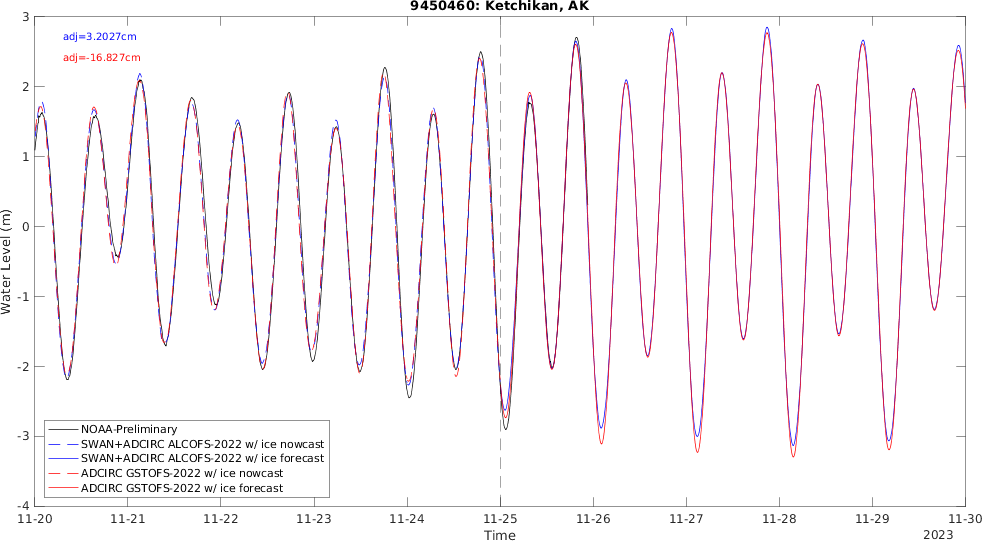 9450460: Ketchikan, AK
adj=3.2027cm
adj=-16.827cm
3
2
1
0
-1
-2
-3
-4
Water Level (m)
NOAA-Preliminary
SWAN+ADCIRC ALCOFS-2022 w/ ice nowcast
SWAN+ADCIRC ALCOFS-2022 w/ ice forecast
ADCIRC GSTOFS-2022 w/ ice nowcast
ADCIRC GSTOFS-2022 w/ ice forecast
11-20 11-21 11-22 11-23 11-24 11-25 11-26 11-27 11-28 11-29 11-30
Time
2023